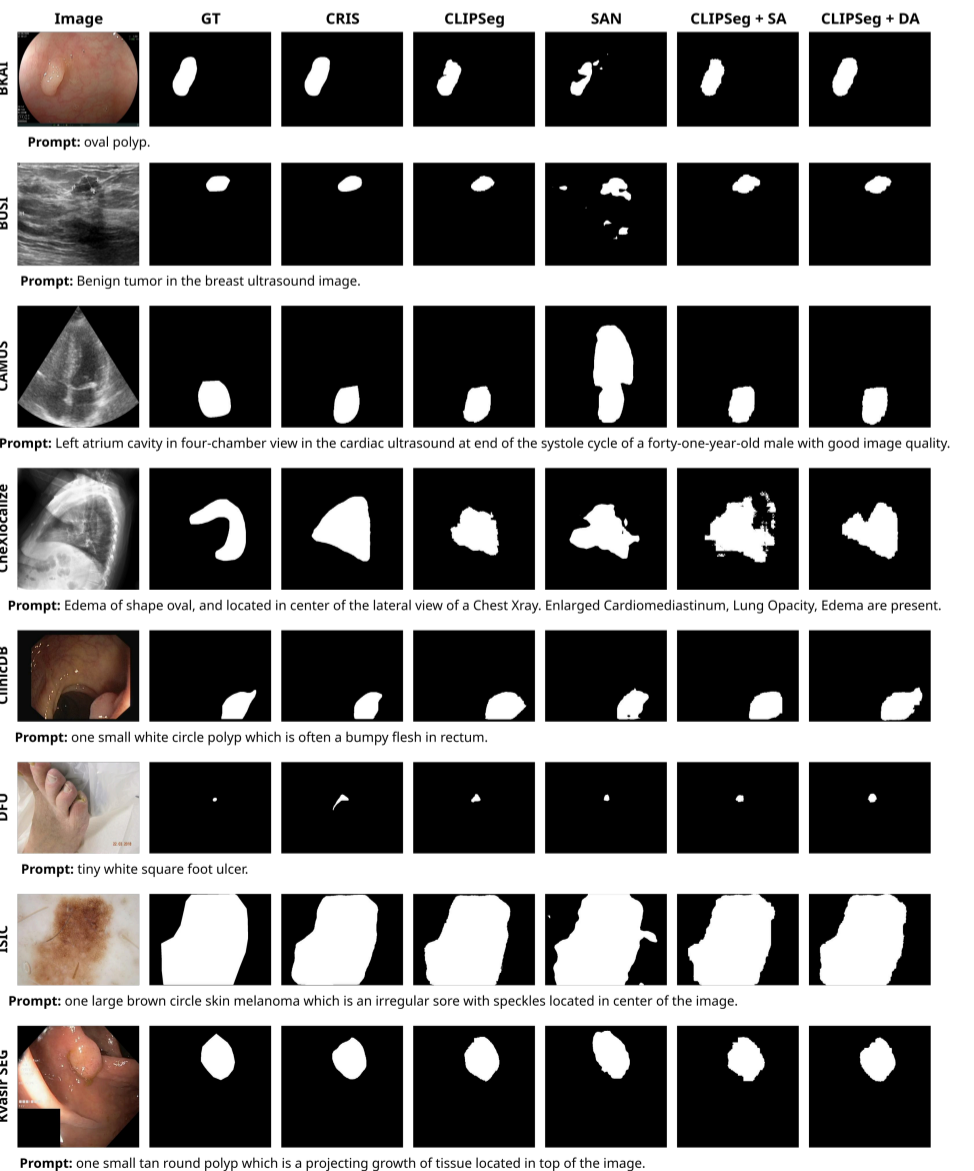 Image GT CRIS CLIPSeg SAN CLIPSeg + SA CLIPSeg + DA
BKAI
Prompt: oval polyp.
BUSI
Prompt: Benign tumor in the breast ultrasound image.
CAMUS
Prompt: Left atrium cavity in four-chamber view in the cardiac ultrasound at end of the systole cycle of a forty-one-year-old male with good image quality.
Chexlocalize
Prompt: Edema of shape oval, and located in center of the lateral view of a Chest Xray. Enlarged Cardiomediastinum, Lung Opacity, Edema are present.
ClinicDB
Prompt: one small white circle polyp which is often a bumpy flesh in rectum.
DFU
Prompt: tiny white square foot ulcer.
ISIC
Prompt: one large brown circle skin melanoma which is an irregular sore with speckles located in center of the image.
Kvasir SEG
Prompt: one small tan round polyp which is a projecting growth of tissue located in top of the image.